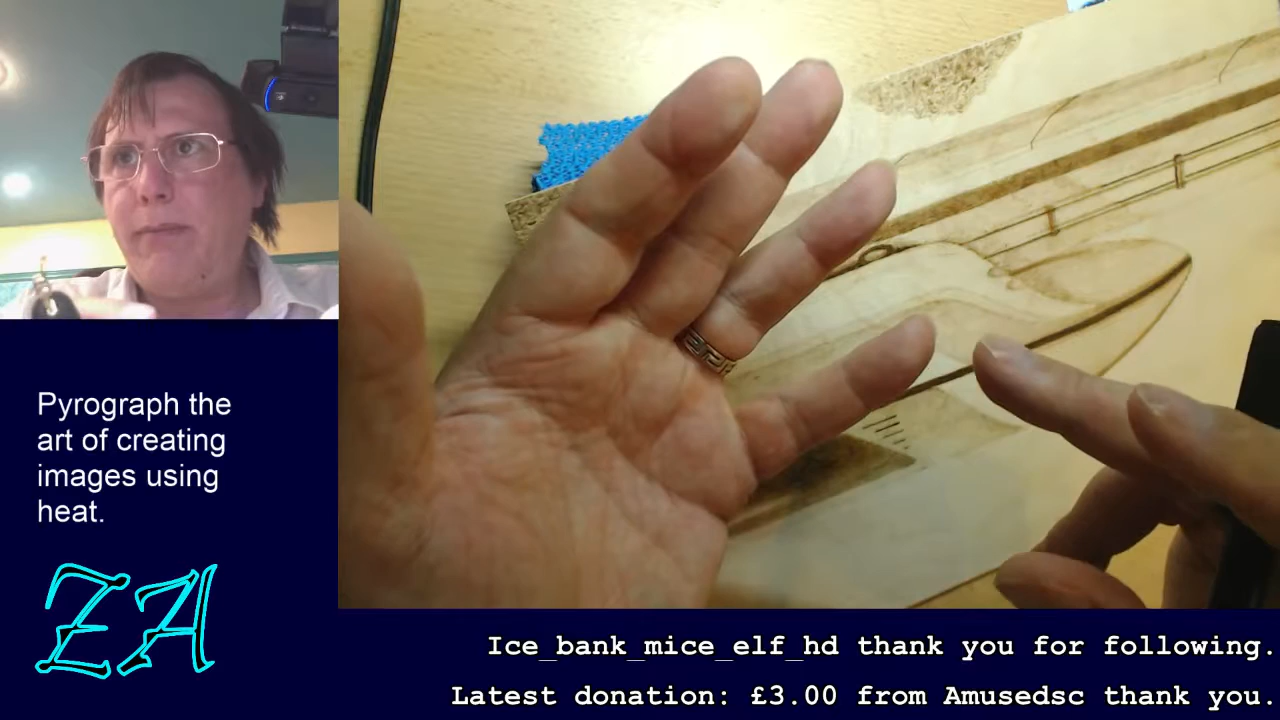 Pyrograph the
art of creating
images using
heat.
ZA
Ice_bank_mice_elf_hd thank you for following.
Latest donation: £3.00 from Amusedsc thank you.